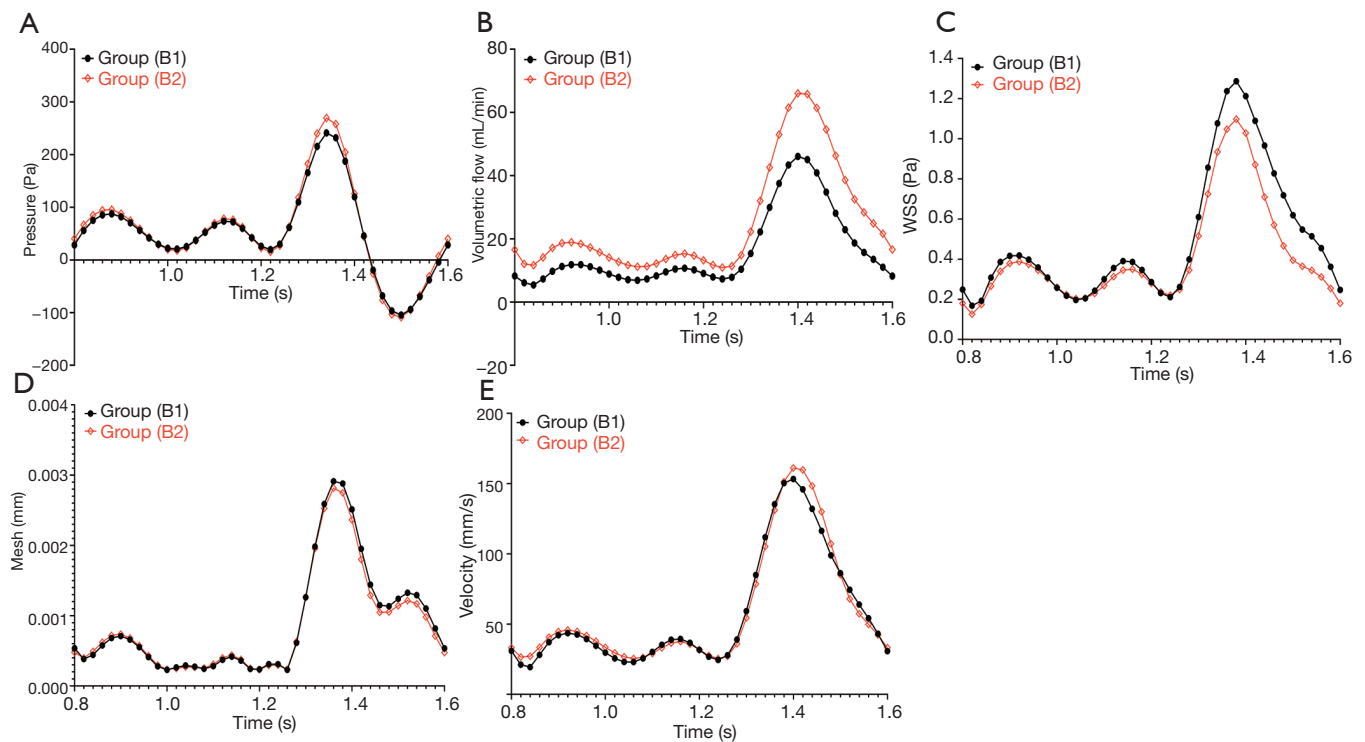 A
400
300
200
100
0
−100
−200
Pressure (Pa)
Group (B1)
Group (B2)
1.0
1.2
1.4
1.6
Time (s)
B
80
60
40
20
0
−20
Volumetric flow (mL/min)
Group (B1)
Group (B2)
1.0
1.2
1.4
1.6
Time (s)
C
1.4
1.2
1.0
0.8
0.6
0.4
0.2
0.0
WSS (Pa)
Group (B1)
Group (B2)
0.8
1.0
1.2
1.4
1.6
Time (s)
D
0.004
0.003
0.002
0.001
0.000
Mesh (mm)
Group (B1)
Group (B2)
0.8
1.0
1.2
1.4
1.6
Time (s)
E
200
150
100
50
Velocity (mm/s)
Group (B1)
Group (B2)
0.8
1.0
1.2
1.4
1.6
Time (s)